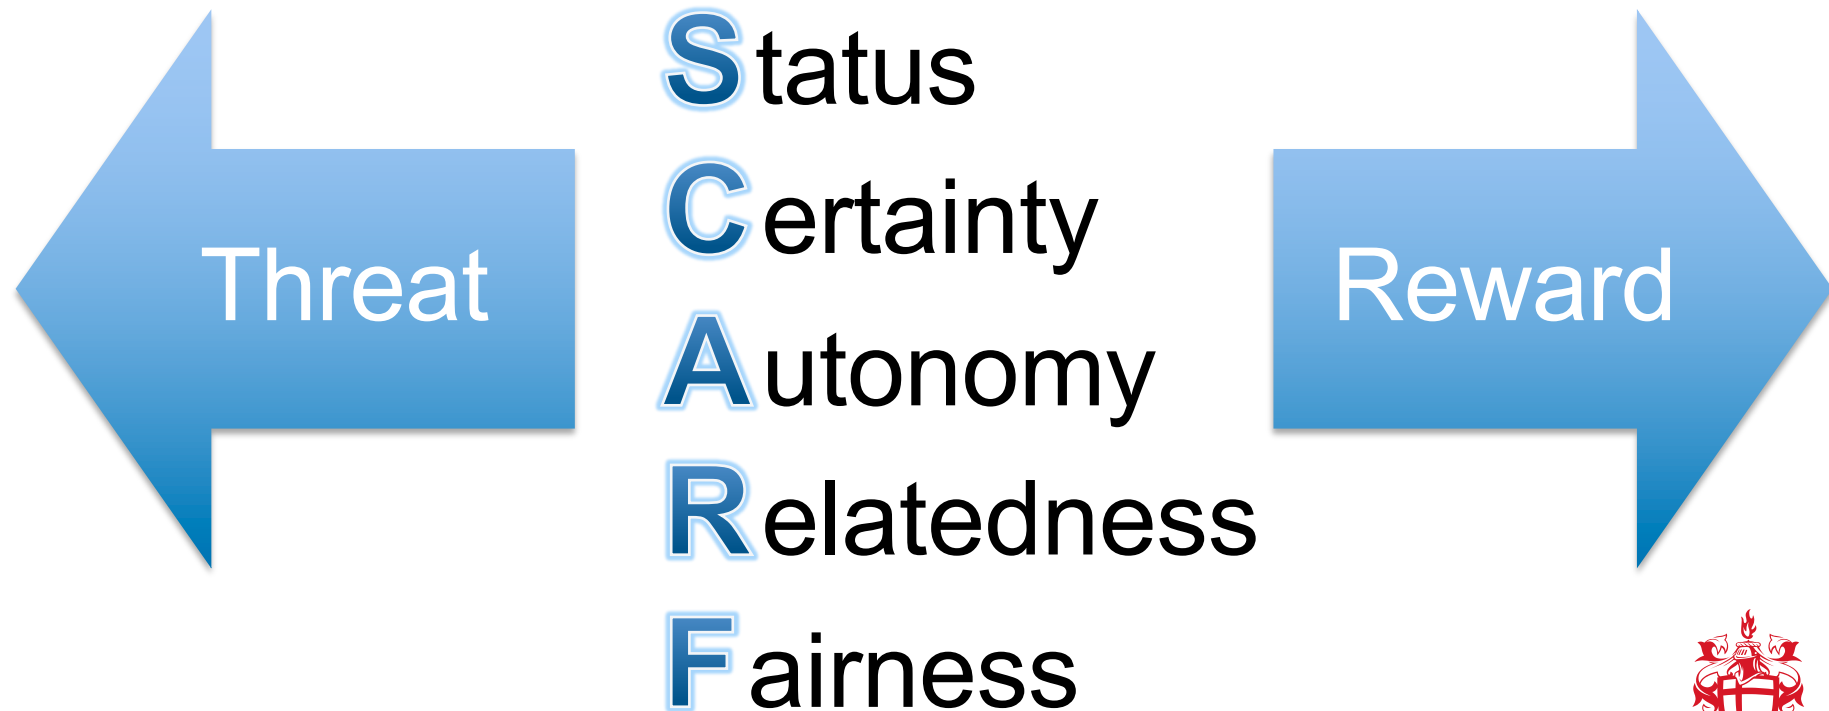 Status
Certainty
Threat
Reward
Autonomy
Relatedness
Fairness